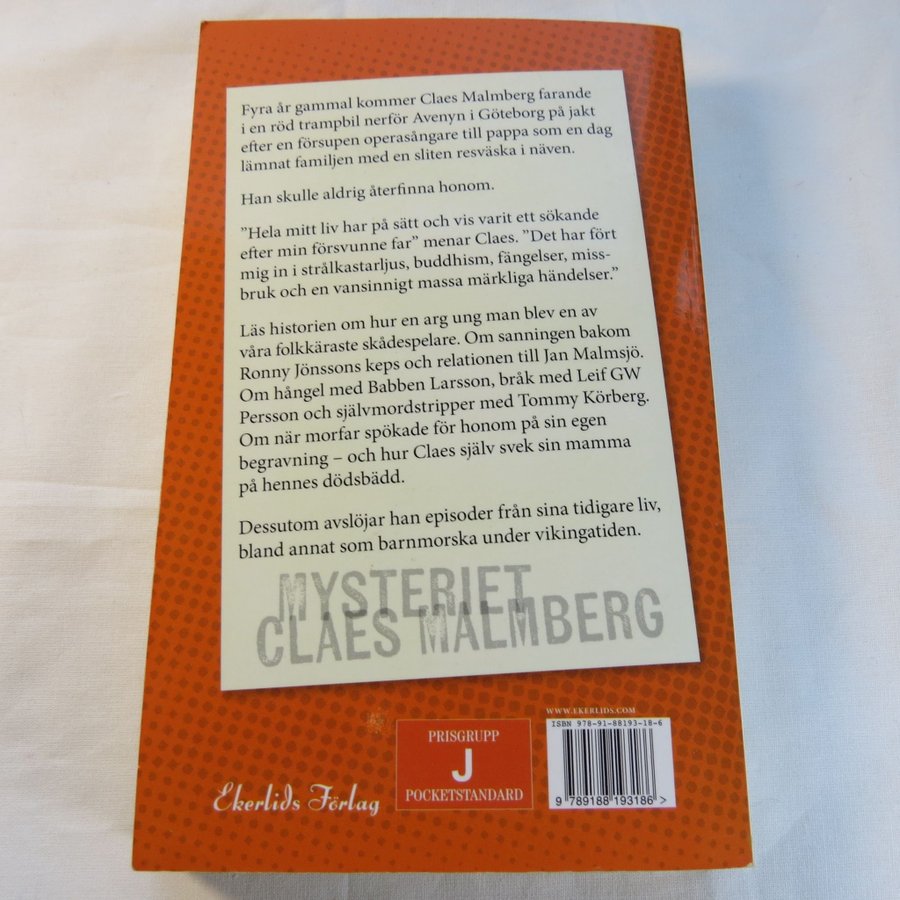 Fyra år gammal kommer Claes Malmberg farande
i en röd trampbil nerför Avenyn i Göteborg på jakt
efter en försupen operasångare till pappa som en dag
lämnat familjen med en sliten resväska i näven.
Han skulle aldrig återfinna honom.
”Hela mitt liv har på sätt och vis varit ett sökande
efter min försvunne far” menar Claes. ”Det har fört
mig in i strålkastarljus, buddhism, fängelser, miss-
bruk och en vansinnigt massa märkliga händelser.”
Läs historien om hur en arg ung man blev en av
våra folkkäraste skådespelare. Om sanningen bakom
Ronny Jönssons keps och relationen till Jan Malmsjö.
Om hångel med Babben Larsson, bråk med Leif GW
Persson och självmordstripper med Tommy Körberg.
Om när morfar spökade för honom på sin egen
begravning – och hur Claes själv svek sin mamma
på hennes dödsbädd.
Dessutom avslöjar han episoder från sina tidigare liv,
bland annat som barnmorska under vikingatiden.
MYSTERIET
CLAES MALMBERG
WWW.EKERLIDS.COM
ISBN 978-91-88193-18-6
PRISGRUPP
J
POCKETSTANDARD
Ekerlids Förlag
9 789188 193186 >